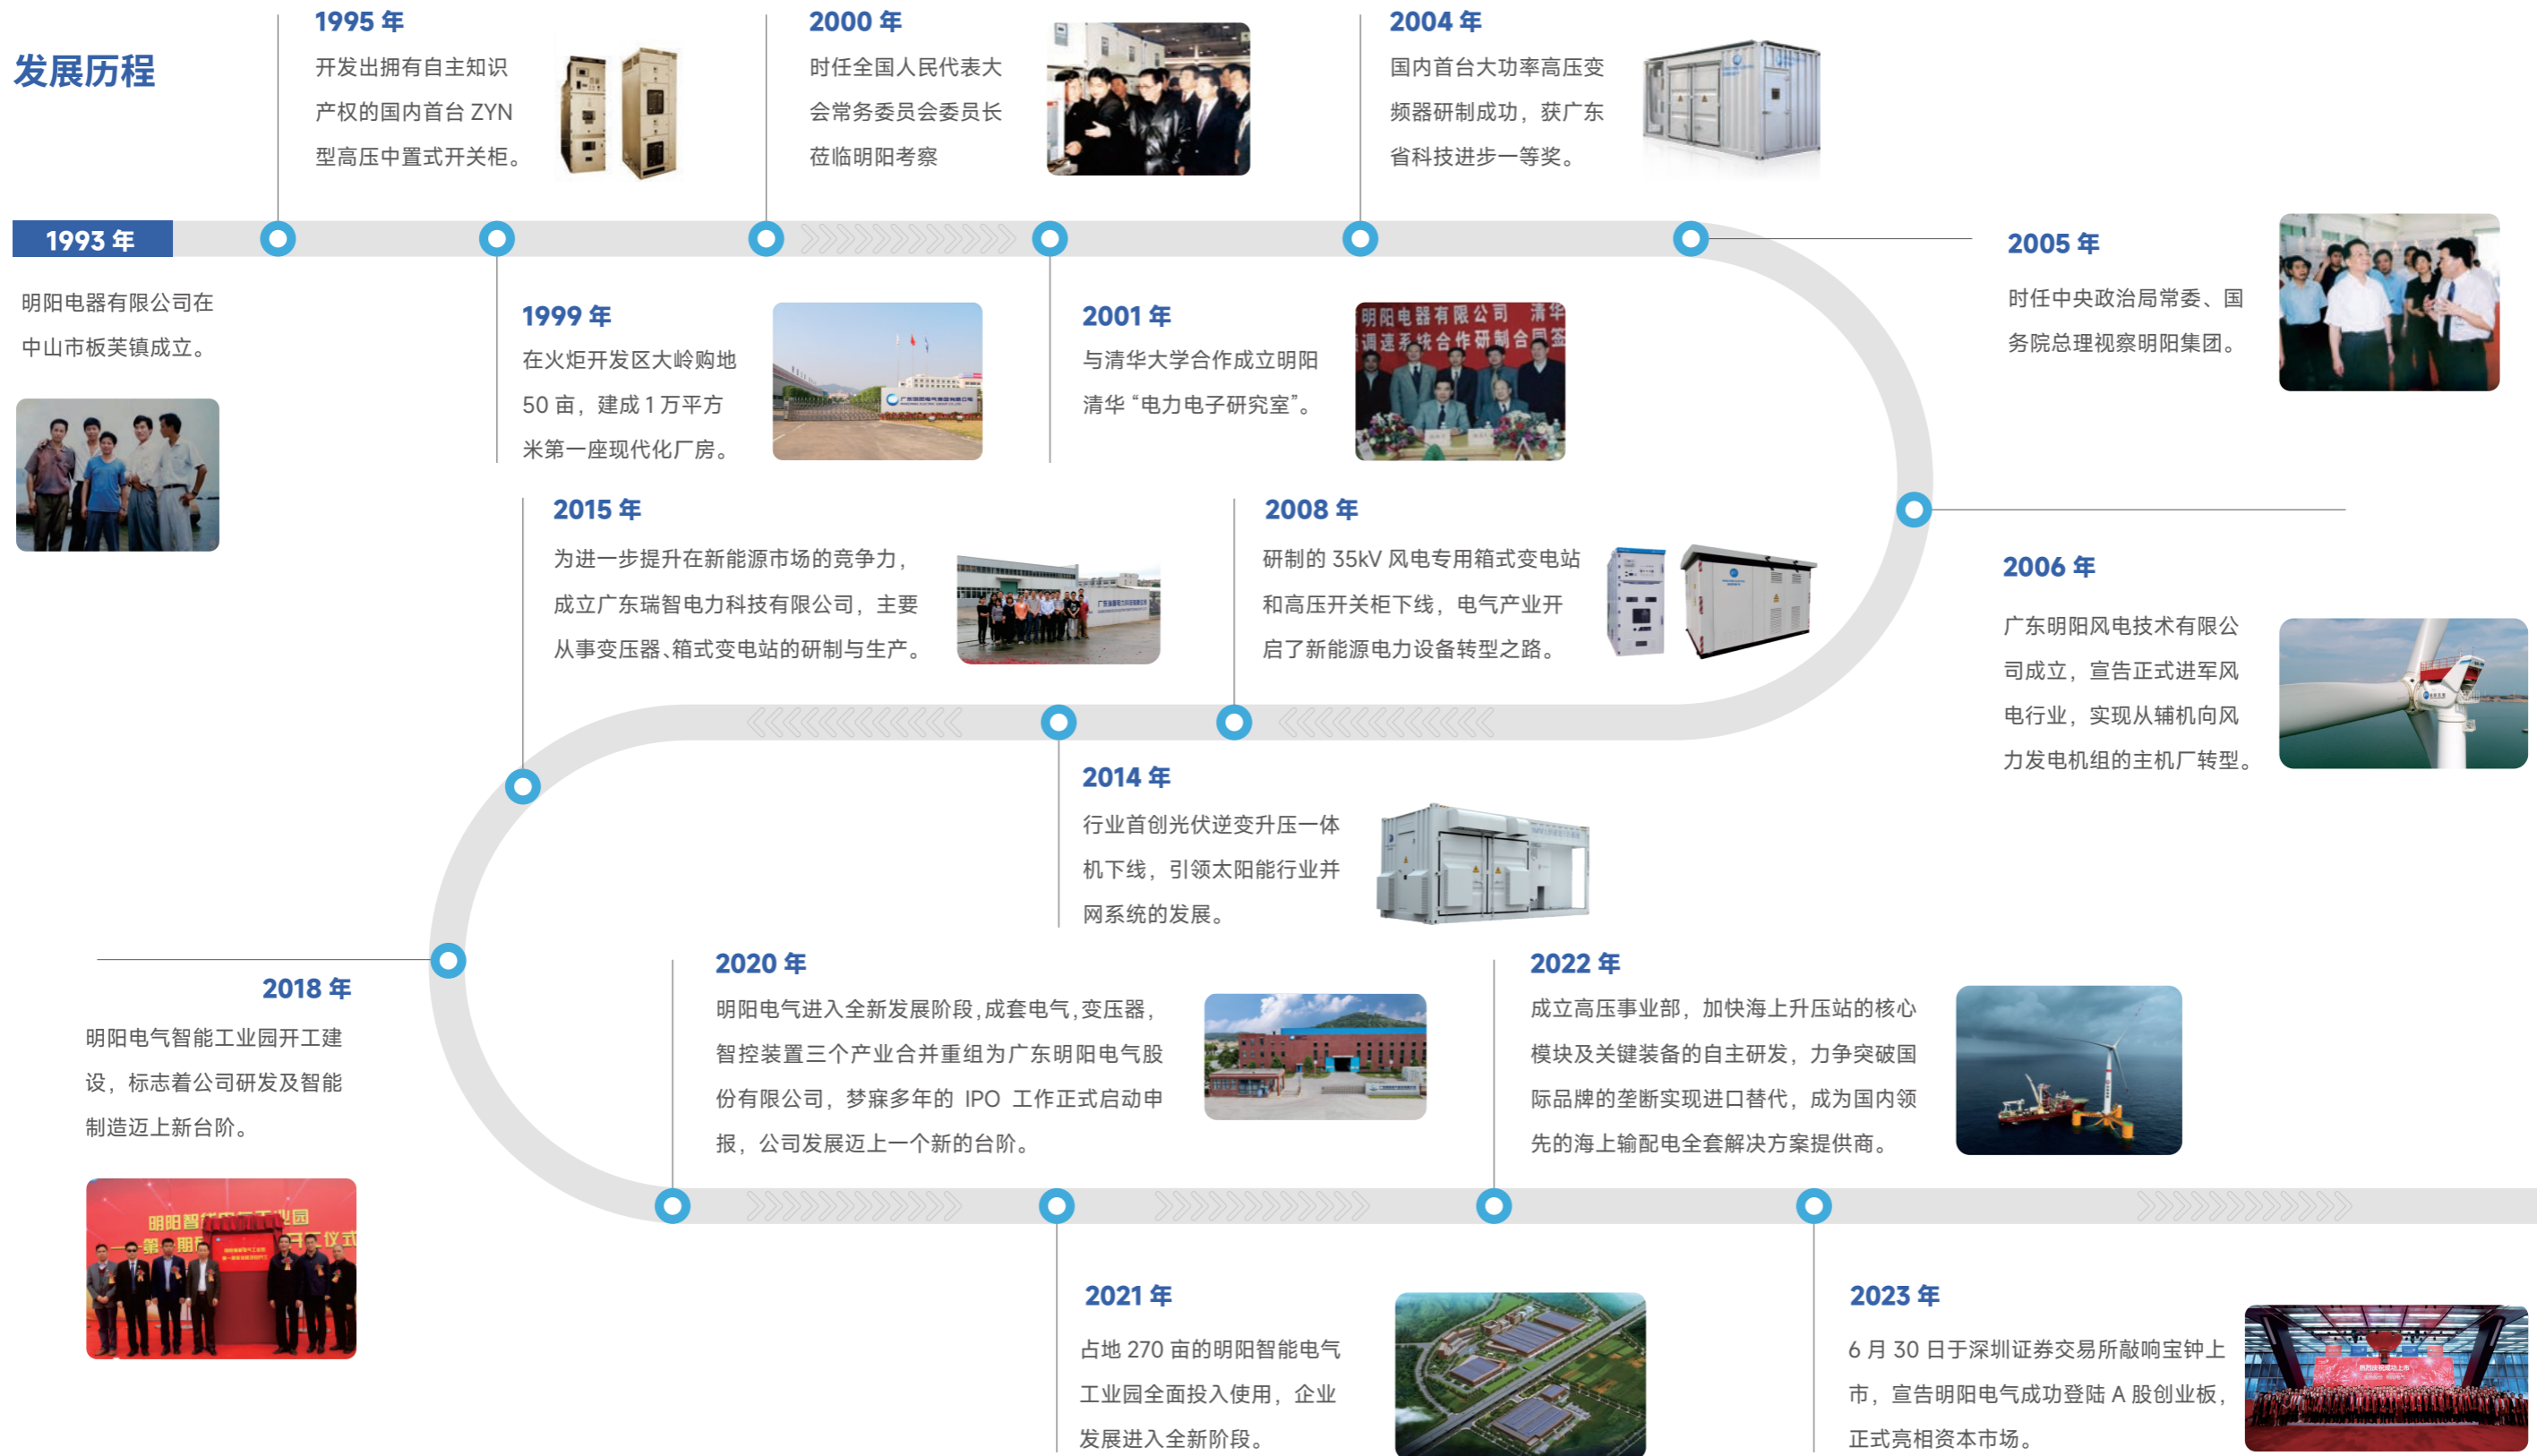 发展历程
1993 年
明阳电器有限公司在
中山市板芙镇成立。
1995 年
开发出拥有自主知识
产权的国内首台 ZYN
型高压中置式开关柜。
1999 年
在火炬开发区大岭购地
50 亩，建成 1 万平方
米第一座现代化厂房。
2000 年
时任全国人民代表大
会常务委员会委员长
莅临明阳考察
2001 年
与清华大学合作成立明阳
清华 “电力电子研究室”。
明阳电器有限公司 清华
调速系统合作研制合同签
2004 年
国内首台大功率高压变
频器研制成功，获广东
省科技进步一等奖。
2005 年
时任中央政治局常委、国
务院总理视察明阳集团。
2006 年
广东明阳风电技术有限公
司成立，宣告正式进军风
电行业，实现从辅机向风
力发电机组的主机厂转型。
2008 年
研制的 35kV 风电专用箱式变电站
和高压开关柜下线，电气产业开
启了新能源电力设备转型之路。
2014 年
行业首创光伏逆变升压一体
机下线，引领太阳能行业并
网系统的发展。
2015 年
为进一步提升在新能源市场的竞争力，
成立广东瑞智电力科技有限公司，主要
从事变压器、箱式变电站的研制与生产。
2018 年
明阳电气智能工业园开工建
设，标志着公司研发及智能
制造迈上新台阶。
明阳智能电气工业园
开工仪式
2020 年
明阳电气进入全新发展阶段，成套电气，变压器，
智控装置三个产业合并重组为广东明阳电气股
份有限公司，梦寐多年的 IPO 工作正式启动申
报，公司发展迈上一个新的台阶。
2021 年
占地 270 亩的明阳智能电气
工业园全面投入使用，企业
发展进入全新阶段。
2022 年
成立高压事业部，加快海上升压站的核心
模块及关键装备的自主研发，力争突破国
际品牌的垄断实现进口替代，成为国内领
先的海上输配电全套解决方案提供商。
2023 年
6 月 30 日于深圳证券交易所敲响宝钟上
市，宣告明阳电气成功登陆 A 股创业板，
正式亮相资本市场。